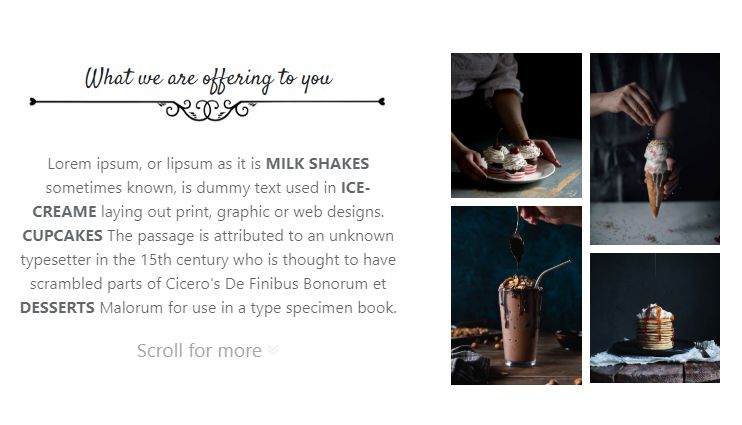 What we are offering to you
Lorem ipsum, or lipsum as it is MILK SHAKES
sometimes known, is dummy text used in ICE-
CREAME laying out print, graphic or web designs.
CUPCAKES The passage is attributed to an unknown
typesetter in the 15th century who is thought to have
scrambled parts of Cicero's De Finibus Bonorum et
DESSERTS Malorum for use in a type specimen book.
Scroll for more